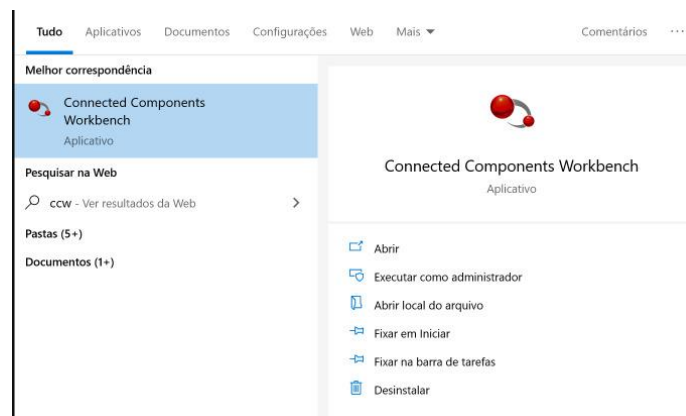 Tudo Aplicativos Documentos Configurações Web Mais Comentários ...
Melhor correspondência
Connected Components
Workbench
Aplicativo
Pesquisar na Web
ccw - Ver resultados da Web
Pastas (5+)
Documentos (1+)
Connected Components Workbench
Aplicativo
Abrir
Executar como administrador
Abrir local do arquivo
Fixar em Iniciar
Fixar na barra de tarefas
Desinstalar